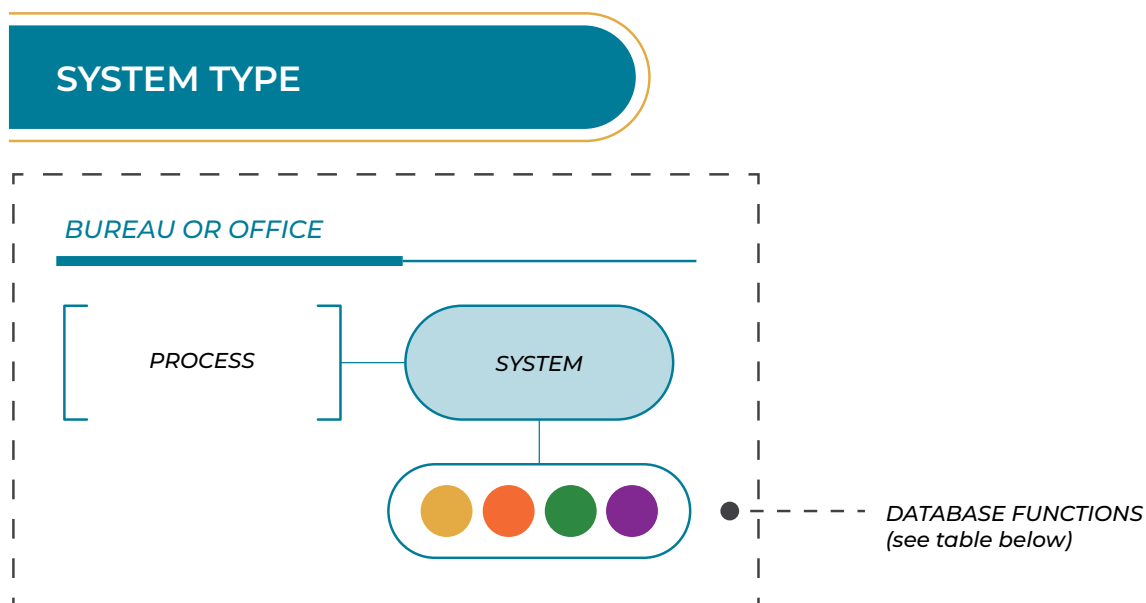 SYSTEM TYPE
BUREAU OR OFFICE
PROCESS
SYSTEM
DATABASE FUNCTIONS
(see table below)